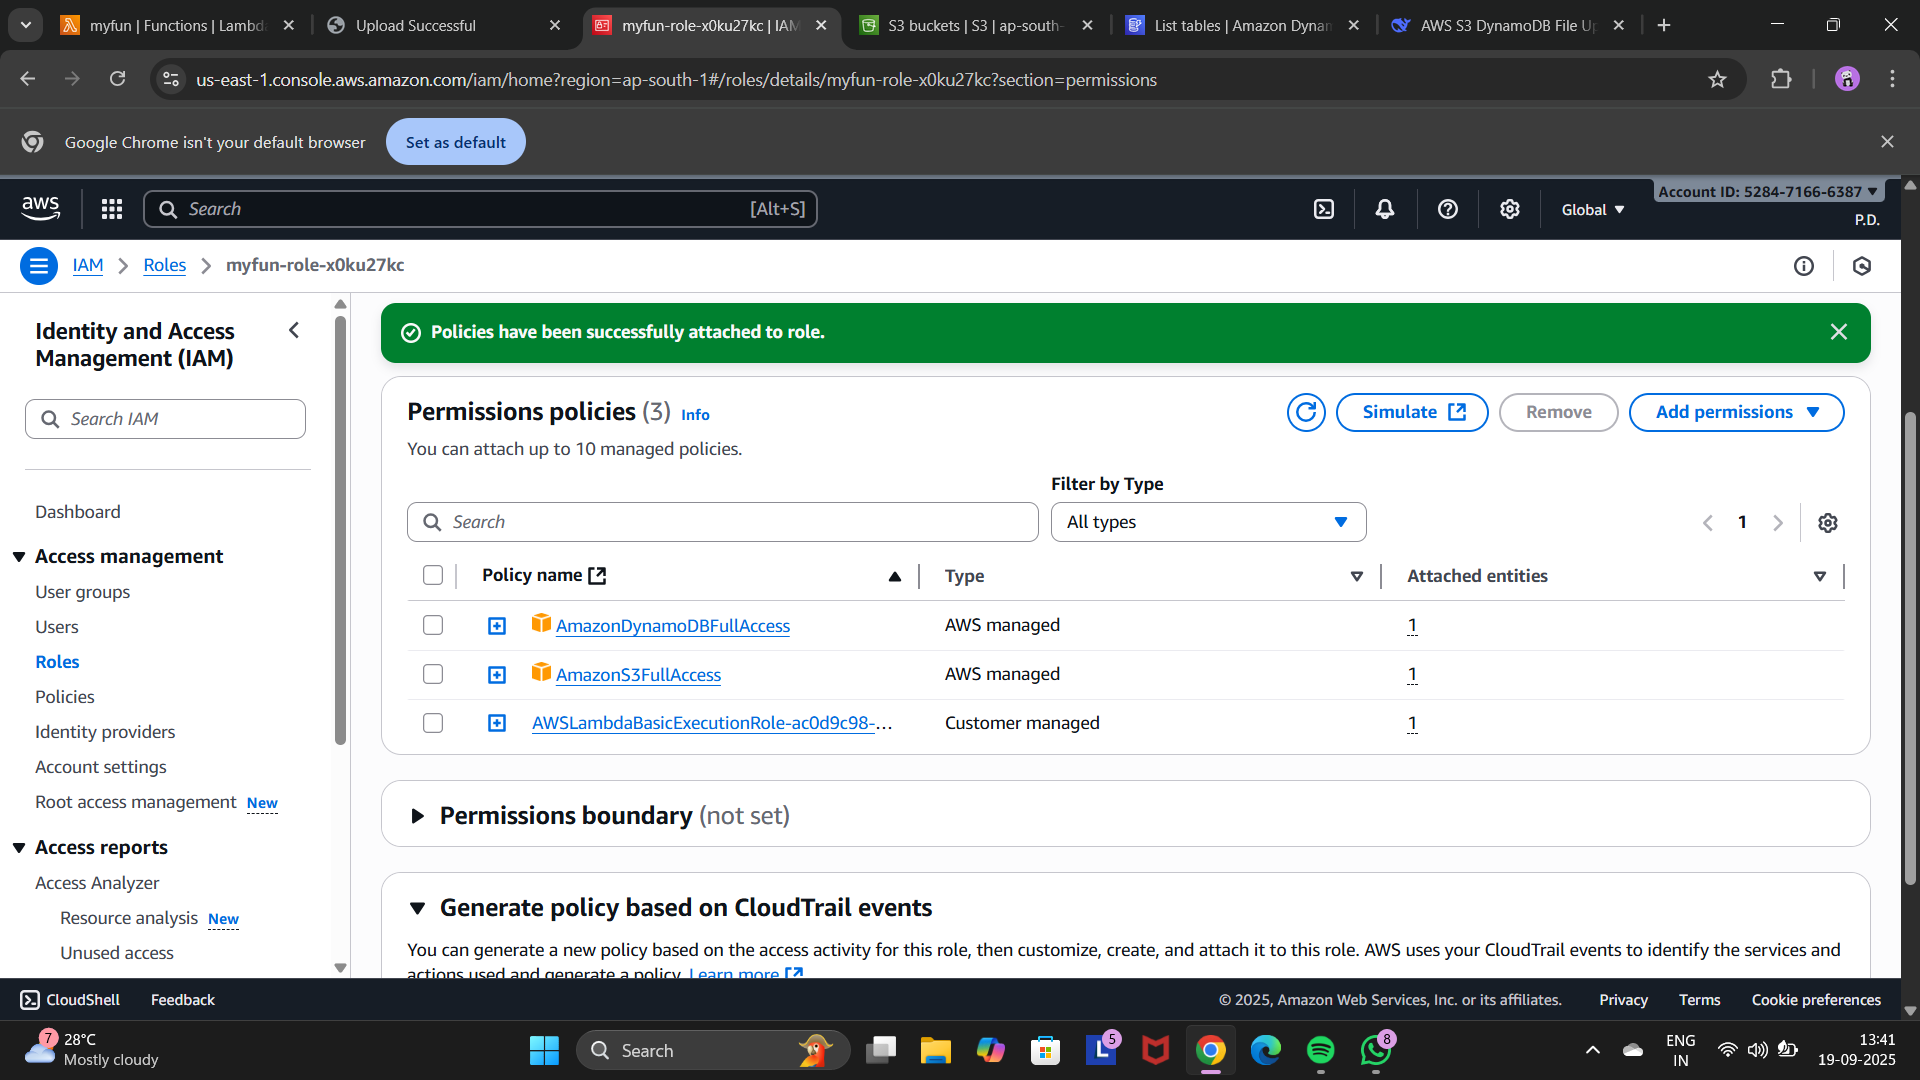 myfun | Functions | Lambda
Upload Successful
myfun-role-x0ku27kc | IAM
S3 buckets | S3 | ap-south-
List tables | Amazon Dynam
AWS S3 DynamoDB File Up
us-east-1.console.aws.amazon.com/iam/home?region=ap-south-1#/roles/details/myfun-role-x0ku27kc?section=permissions
Google Chrome isn't your default browser
Set as default
aws
Search
[Alt+S]
Global
Account ID: 5284-7166-6387
P.D.
IAM
Roles
myfun-role-x0ku27kc
Identity and Access
Management (IAM)
Search IAM
Dashboard
Access management
User groups
Users
Roles
Policies
Identity providers
Account settings
Root access management New
Access reports
Access Analyzer
Resource analysis New
Unused access
Policies have been successfully attached to role.
Permissions policies (3) Info
Simulate
Remove
Add permissions
You can attach up to 10 managed policies.
Filter by Type
Search
All types
1
Policy name
Type
Attached entities
AmazonDynamoDBFullAccess
AWS managed
1
AmazonS3FullAccess
AWS managed
1
AWSLambdaBasicExecutionRole-ac0d9c98-...
Customer managed
1
Permissions boundary (not set)
Generate policy based on CloudTrail events
You can generate a new policy based on the access activity for this role, then customize, create, and attach it to this role. AWS uses your CloudTrail events to identify the services and
actions used and generate a policy. Learn more
CloudShell
Feedback
© 2025, Amazon Web Services, Inc. or its affiliates.
Privacy
Terms
Cookie preferences
7
28°C
Mostly cloudy
Search
L
5
8
ENG
IN
13:41
19-09-2025